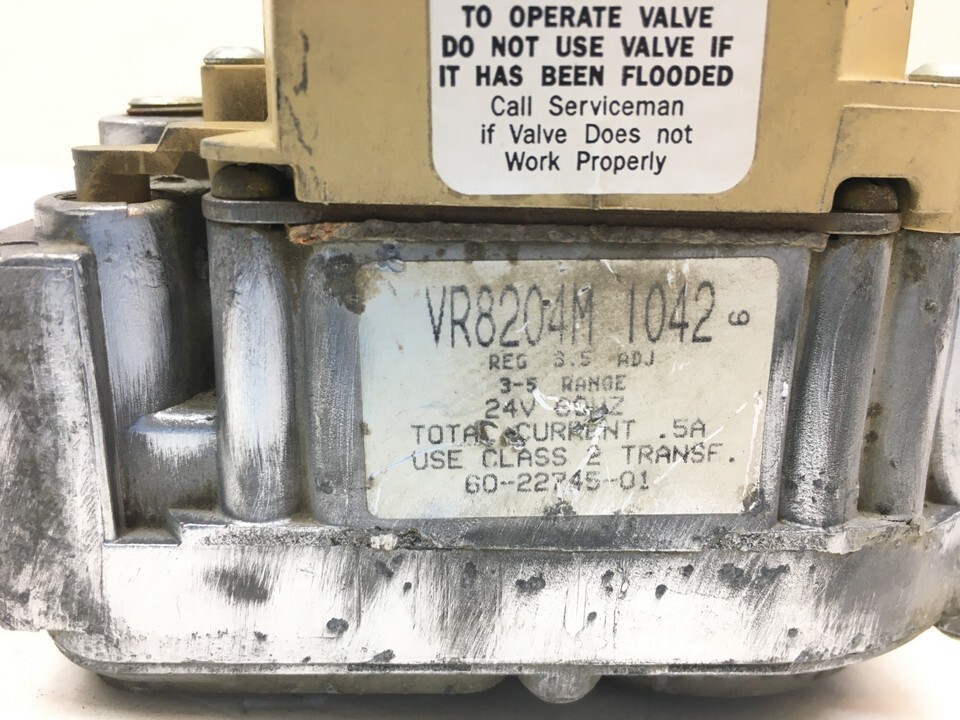 TO OPERATE VALVE
DO NOT USE VALVE IF
IT HAS BEEN FLOODED
Call Serviceman
if Valve Does not
Work Properly
VR8204M 1042 6
REG 3.5 ADJ
3-5 RANGE
24V 60HZ
TOTAL CURRENT .5A
USE CLASS 2 TRANSF.
60-22745-01